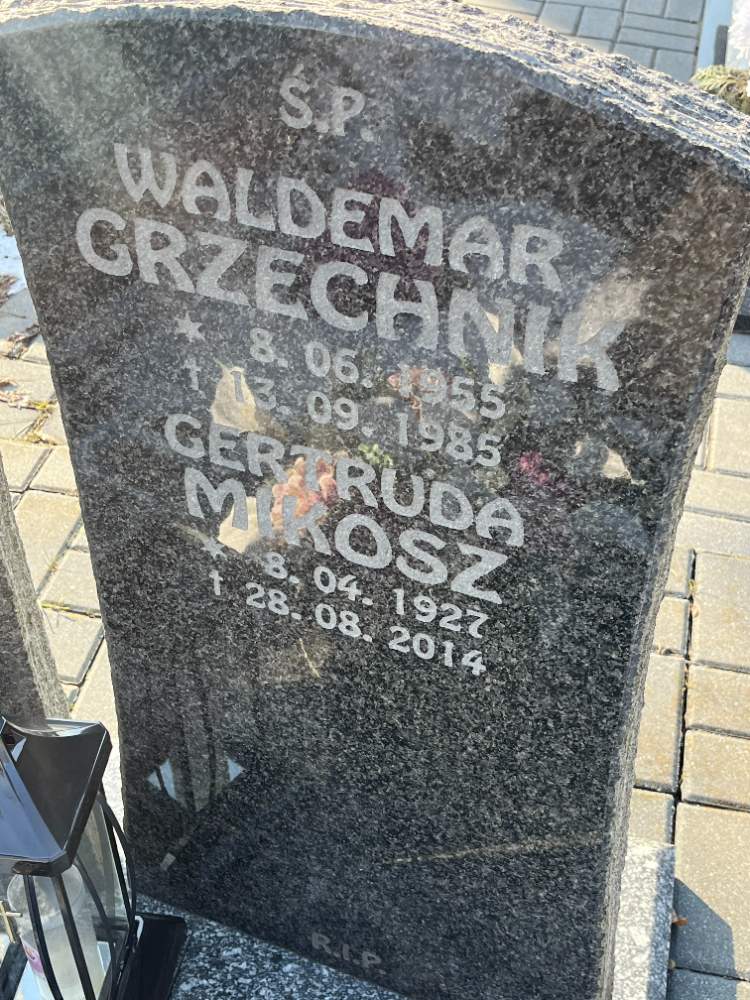 Ś.P.
WALDEMAR
GRZECHNIK
★ 8. 06. 1955
† 13. 09. 1985
GERTRUDA
MIKOSZ
★ 8. 04. 1927
† 28. 08. 2014
R.I.P.